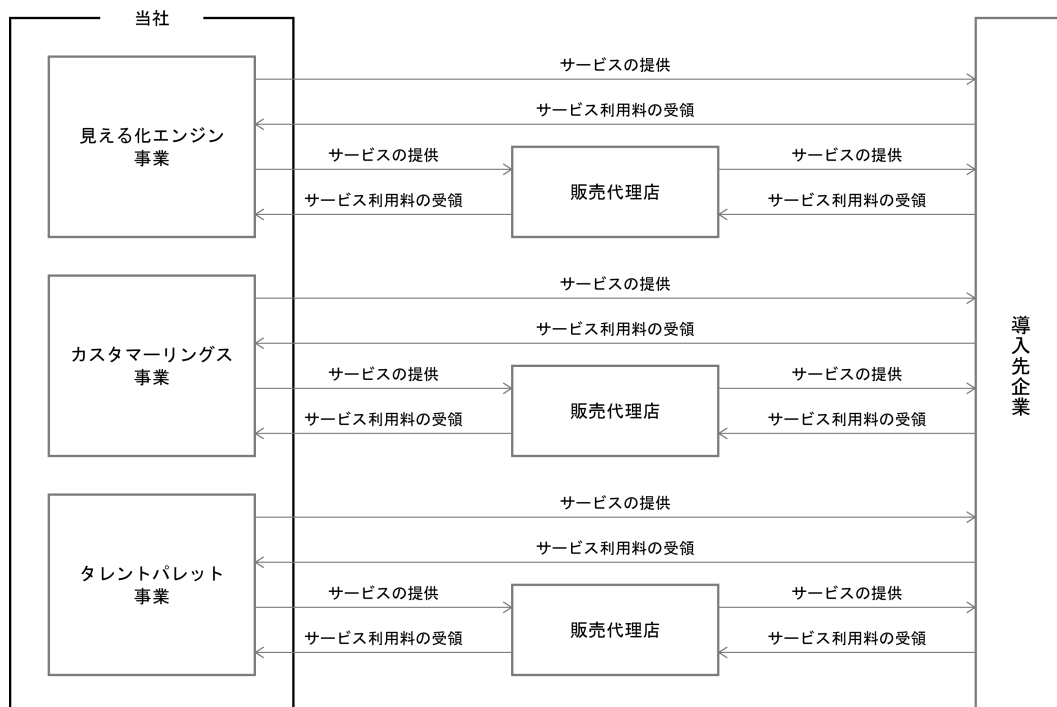 当社
サービスの提供
サービス利用料の受領
見える化エンジン
事業
サービスの提供
サービス利用料の受領
販売代理店
サービスの提供
サービス利用料の受領
サービスの提供
サービス利用料の受領
カスタマーリングス
事業
サービスの提供
サービス利用料の受領
販売代理店
サービスの提供
サービス利用料の受領
サービスの提供
サービス利用料の受領
タレントパレット
事業
サービスの提供
サービス利用料の受領
販売代理店
サービスの提供
サービス利用料の受領
導入先企業